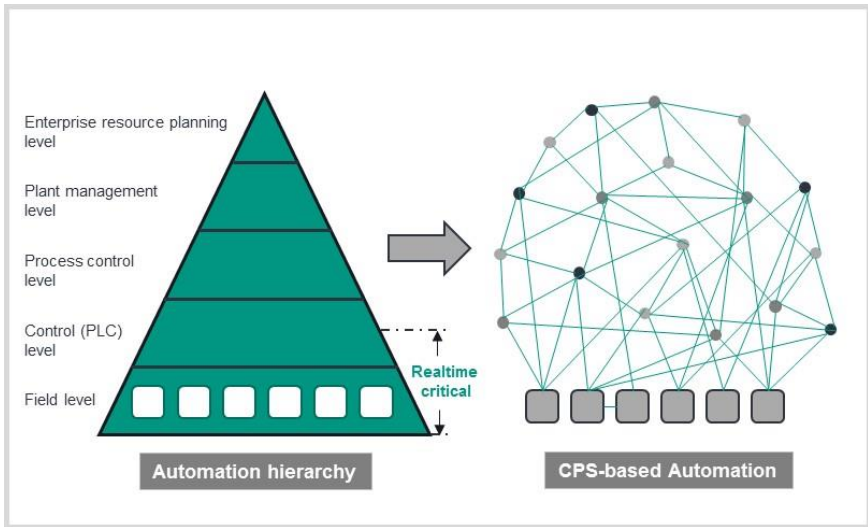 Enterprise resource planning
level
Plant management
level
Process control
level
Control (PLC)
level
Field level
Realtime
critical
Automation hierarchy
CPS-based Automation